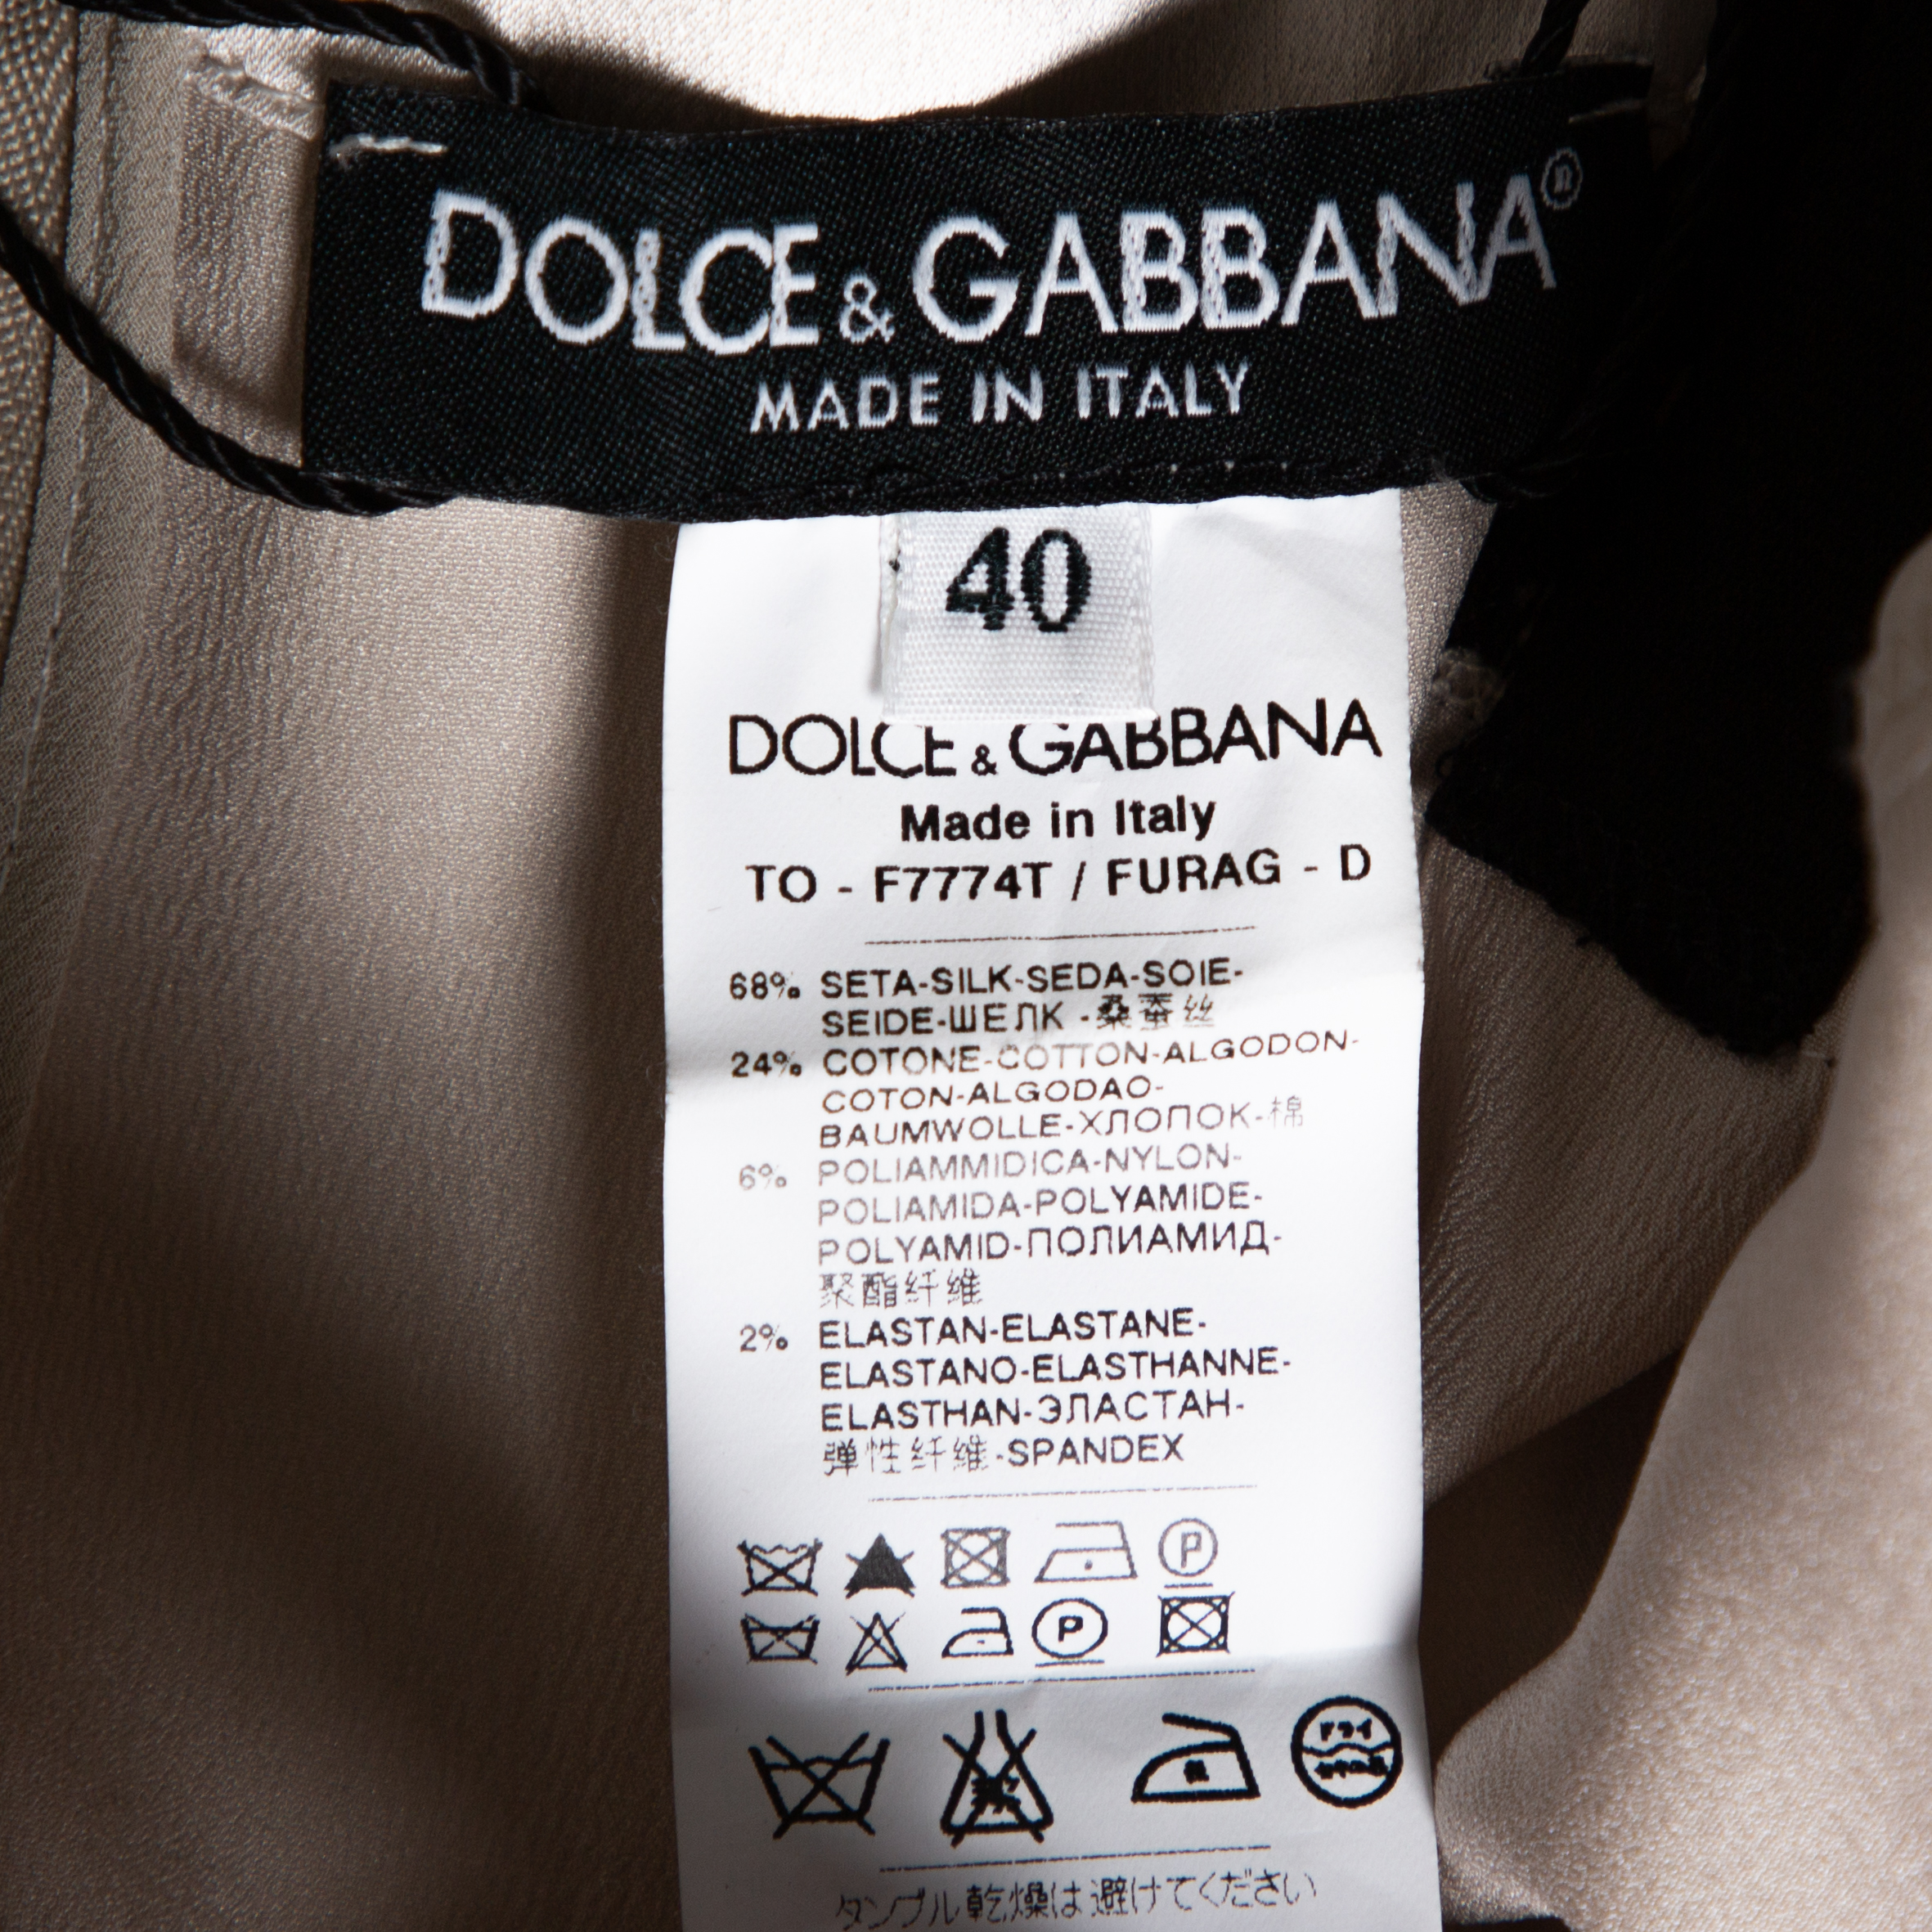 DOLCE & GABBANA®
MADE IN ITALY
40
DOLCE & GABBANA
Made in Italy
TO - F7774T / FURAG - D
68% SETA-SILK-SEDA-SOIE-
SEIDE-ШЕЛК -桑蚕丝
24% COTONE-COTTON-ALGODON-
COTON-ALGODAO-
BAUMWOLLE-ХЛОПОК-棉
6% POLIAMMIDICA-NYLON-
POLIAMIDA-POLYAMIDE-
POLYAMID-ПОЛИАМИД-
聚酯纤维
2% ELASTAN-ELASTANE-
ELASTANO-ELASTHANNE-
ELASTHAN-ЭЛАСТАН-
弹性纤维-SPANDEX
P
P
ドライ
タンブル乾燥は避けてください